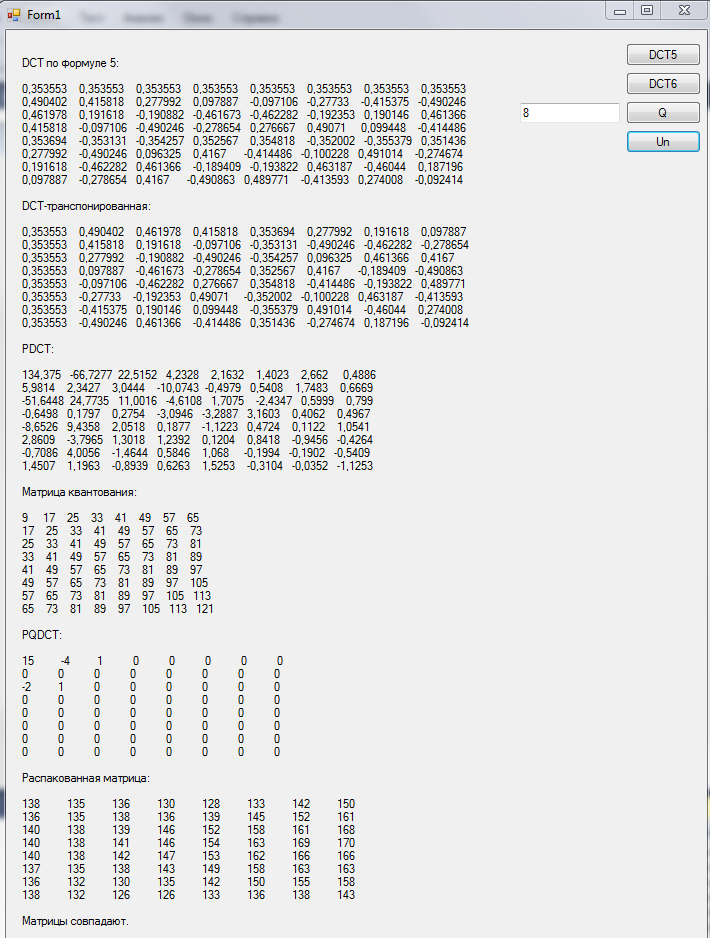 Form1
DCT по формуле 5:
0,353553 0,353553 0,353553 0,353553 0,353553 0,353553 0,353553 0,353553
0,490402 0,415818 0,277992 0,097887 -0,097106 -0,27733 -0,415375 -0,490246
0,461978 0,191618 -0,190882 -0,461673 -0,462282 -0,192353 0,190146 0,461366
0,415818 -0,097106 -0,490246 -0,278654 0,276667 0,49071 0,099448 -0,414486
0,353694 -0,353131 -0,354257 0,352567 0,354818 -0,352002 -0,355379 0,351436
0,277992 -0,490246 0,096325 0,4167 -0,414486 -0,100228 0,491014 -0,274674
0,191618 -0,462282 0,461366 -0,189409 -0,193822 0,463187 -0,46044 0,187196
0,097887 -0,278654 0,4167 -0,490863 0,489771 -0,413593 0,274008 -0,092414
DCT5
DCT6
8
Q
Un
DCT-транспонированная:
0,353553 0,490402 0,461978 0,415818 0,353694 0,277992 0,191618 0,097887
0,353553 0,415818 0,191618 -0,097106 -0,353131 -0,490246 -0,462282 -0,278654
0,353553 0,277992 -0,190882 -0,490246 -0,354257 0,096325 0,461366 0,4167
0,353553 0,097887 -0,461673 -0,278654 0,352567 0,4167 -0,189409 -0,490863
0,353553 -0,097106 -0,462282 0,276667 0,354818 -0,414486 -0,193822 0,489771
0,353553 -0,27733 -0,192353 0,49071 -0,352002 -0,100228 0,463187 -0,413593
0,353553 -0,415375 0,190146 0,099448 -0,355379 0,491014 -0,46044 0,274008
0,353553 -0,490246 0,461366 -0,414486 0,351436 -0,274674 0,187196 -0,092414
PDCT:
134,375 -66,7277 22,5152 4,2328 2,1632 1,4023 2,662 0,4886
5,9814 2,3427 3,0444 -10,0743 -0,4979 0,5408 1,7483 0,6669
-51,6448 24,7735 11,0016 -4,6108 1,7075 -2,4347 0,5999 0,799
-0,6498 0,1797 0,2754 -3,0946 -3,2887 3,1603 0,4062 0,4967
-8,6526 9,4358 2,0518 0,1877 -1,1223 0,4724 0,1122 1,0541
2,8609 -3,7965 1,3018 1,2392 0,1204 0,8418 -0,9456 -0,4264
-0,7086 4,0056 -1,4644 0,5846 1,068 -0,1994 -0,1902 -0,5409
1,4507 1,1963 -0,8939 0,6263 1,5253 -0,3104 -0,0352 -1,1253
Матрица квантования:
9 17 25 33 41 49 57 65
17 25 33 41 49 57 65 73
25 33 41 49 57 65 73 81
33 41 49 57 65 73 81 89
41 49 57 65 73 81 89 97
49 57 65 73 81 89 97 105
57 65 73 81 89 97 105 113
65 73 81 89 97 105 113 121
PQDCT:
15 -4 1 0 0 0 0 0
0 0 0 0 0 0 0 0
-2 1 0 0 0 0 0 0
0 0 0 0 0 0 0 0
0 0 0 0 0 0 0 0
0 0 0 0 0 0 0 0
0 0 0 0 0 0 0 0
0 0 0 0 0 0 0 0
Распакованная матрица:
138 135 136 130 128 133 142 150
136 135 138 136 139 145 152 161
140 138 139 146 152 158 161 168
140 138 141 146 154 163 169 170
140 138 142 147 153 162 166 166
137 135 138 143 149 158 163 163
136 132 130 135 142 150 155 158
138 132 126 126 133 136 138 143
Матрицы совпадают.